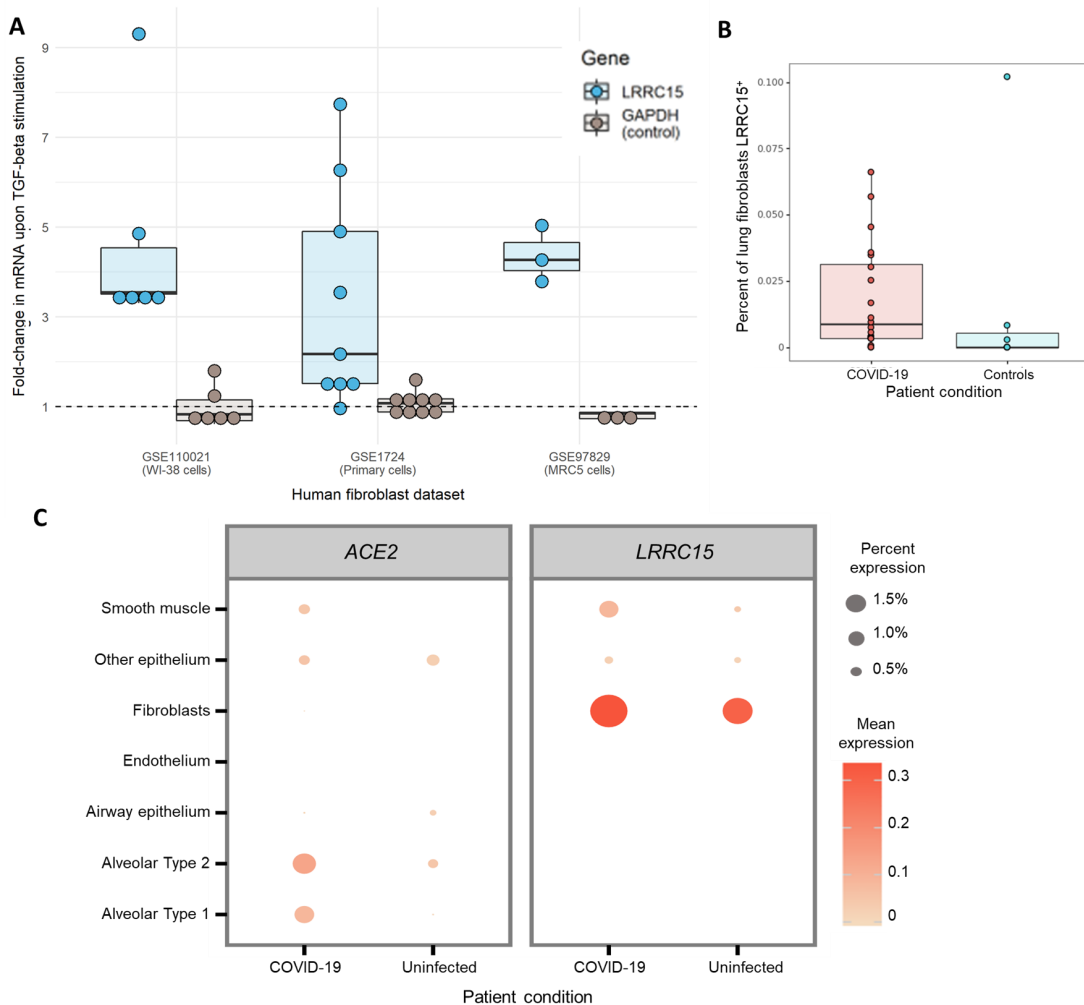 A
Fold-change in mRNA upon TGF-beta stimulation
9
7
5
3
1
Gene
LRRC15
GAPDH
(control)
GSE110021
(WI-38 cells)
GSE1724
(Primary cells)
GSE97829
(MRC5 cells)
Human fibroblast dataset
B
Percent of lung fibroblasts LRRC15+
0.100
0.075
0.050
0.025
0
COVID-19
Controls
Patient condition
C
ACE2
LRRC15
Smooth muscle
Other epithelium
Fibroblasts
Endothelium
Airway epithelium
Alveolar Type 2
Alveolar Type 1
COVID-19
Uninfected
COVID-19
Uninfected
Patient condition
Percent
expression
1.5%
1.0%
0.5%
Mean
expression
0.3
0.2
0.1
0